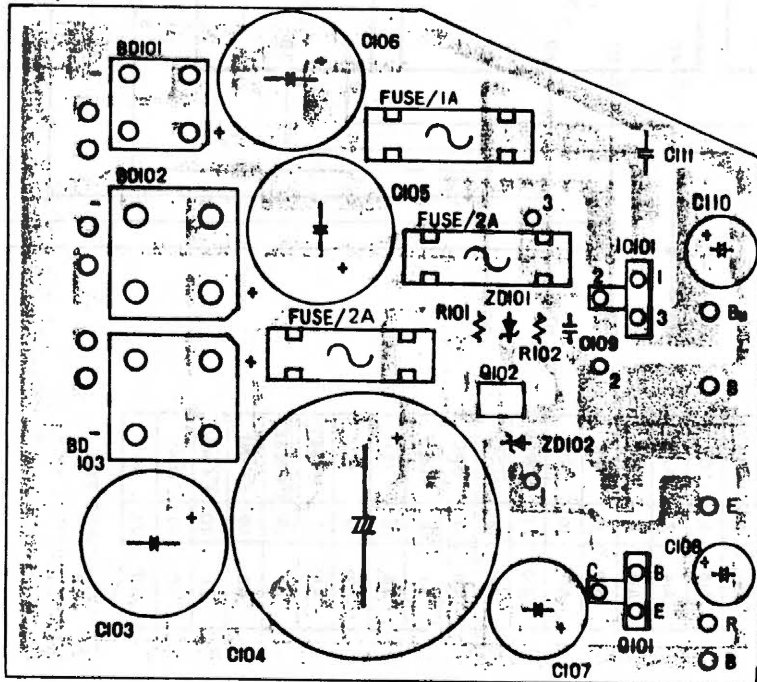 C106
BD101
FUSE/1A
C111
BD102
C105
C110
3
FUSE/2A
IC101
2
1
ZD101
FUSE/2A
R101
3
B
R102
C109
Q102
2
B
BD
103
ZD102
E
C108
C
B
E
R
C103
Q101
C104
C107
B